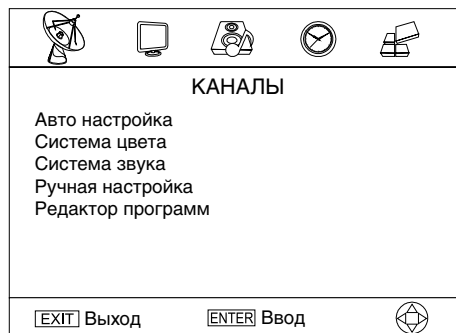 КАНАЛЫ
Авто настройка
Система цвета
Система звука
Ручная настройка
Редактор программ
EXIT Выход ENTER Ввод